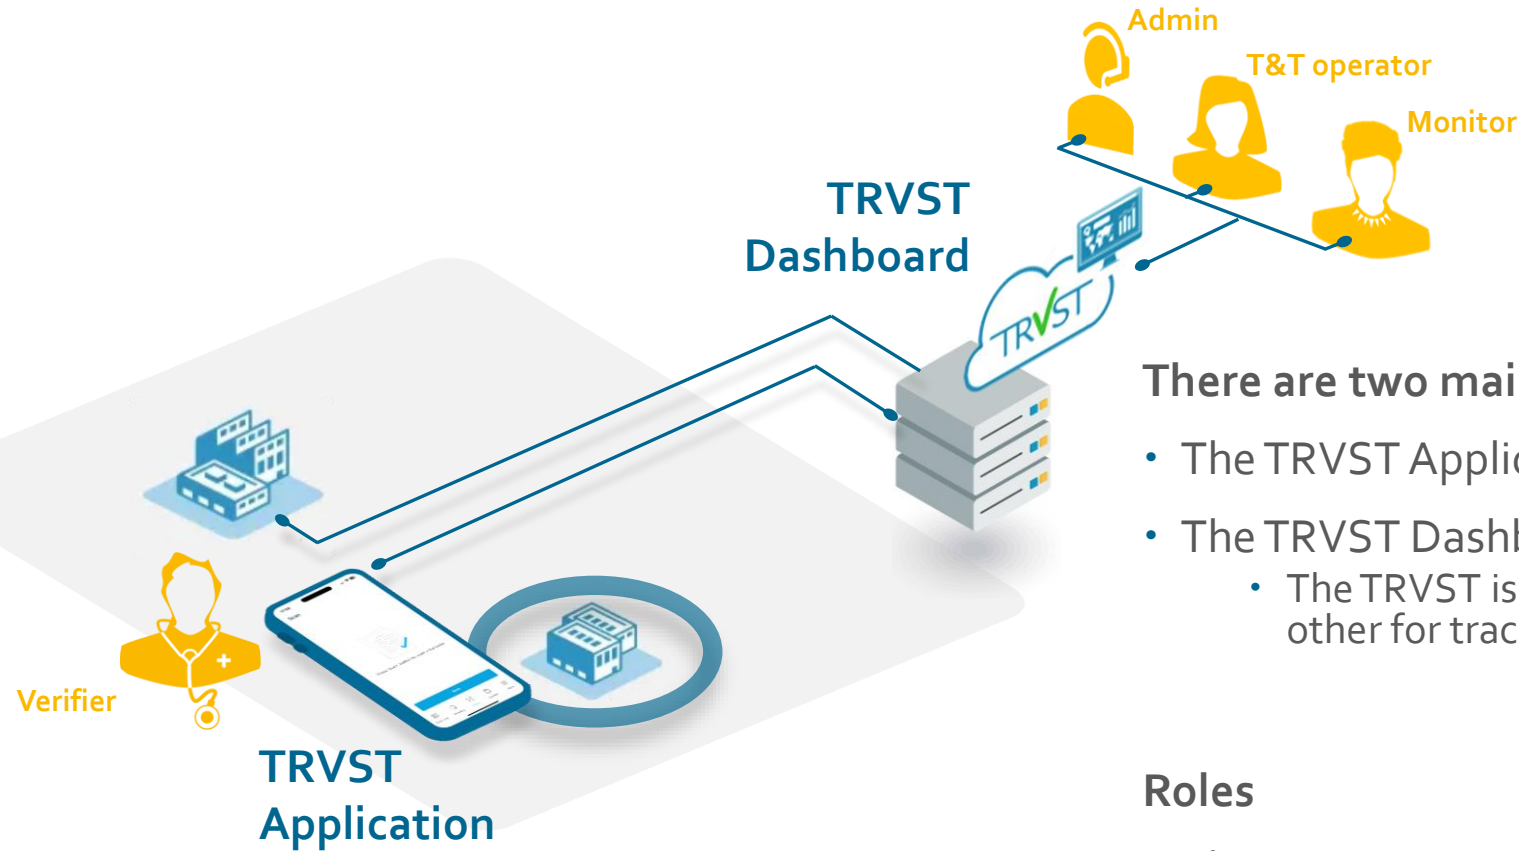 Admin
T&T operator
Monitor
TRVST
Dashboard
TRVST
There are two mai
• The TRVST Applic
• The TRVST Dashb
• The TRVST is
other for trac
Scan
Verifier
TRVST
Application
Roles